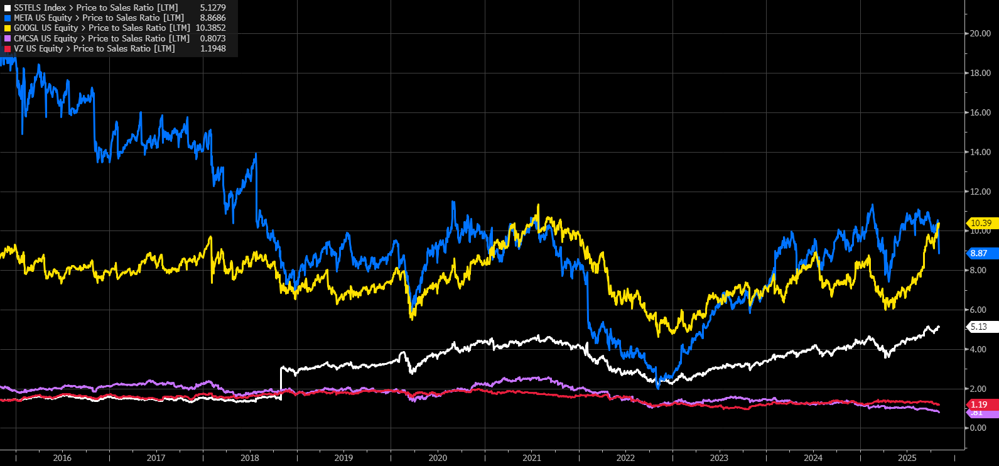 S5TELS Index > Price to Sales Ratio [LTM] 5.1279
META US Equity > Price to Sales Ratio [LTM] 8.8686
GOOGL US Equity > Price to Sales Ratio [LTM] 10.3852
CMCSA US Equity > Price to Sales Ratio [LTM] 0.8073
VZ US Equity > Price to Sales Ratio [LTM] 1.1948
20.00
18.00
16.00
14.00
12.00
10.39
10.00
8.87
8.00
6.00
5.13
4.00
2.00
1.19
.81
0.00
2016 2017 2018 2019 2020 2021 2022 2023 2024 2025